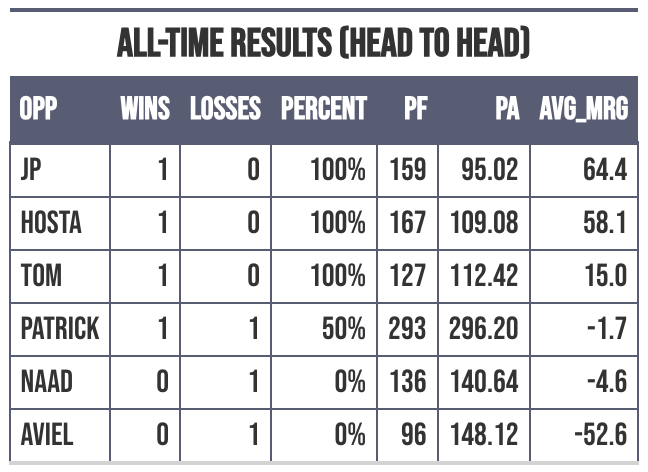 ALL-TIME RESULTS (HEAD TO HEAD)
OPP WINS LOSSES PERCENT PF PA AVG_MRG
JP 1 0 100% 159 95.02 64.4
HOSTA 1 0 100% 167 109.08 58.1
TOM 1 0 100% 127 112.42 15.0
PATRICK 1 1 50% 293 296.20 -1.7
NAAD 0 1 0% 136 140.64 -4.6
AVIEL 0 1 0% 96 148.12 -52.6